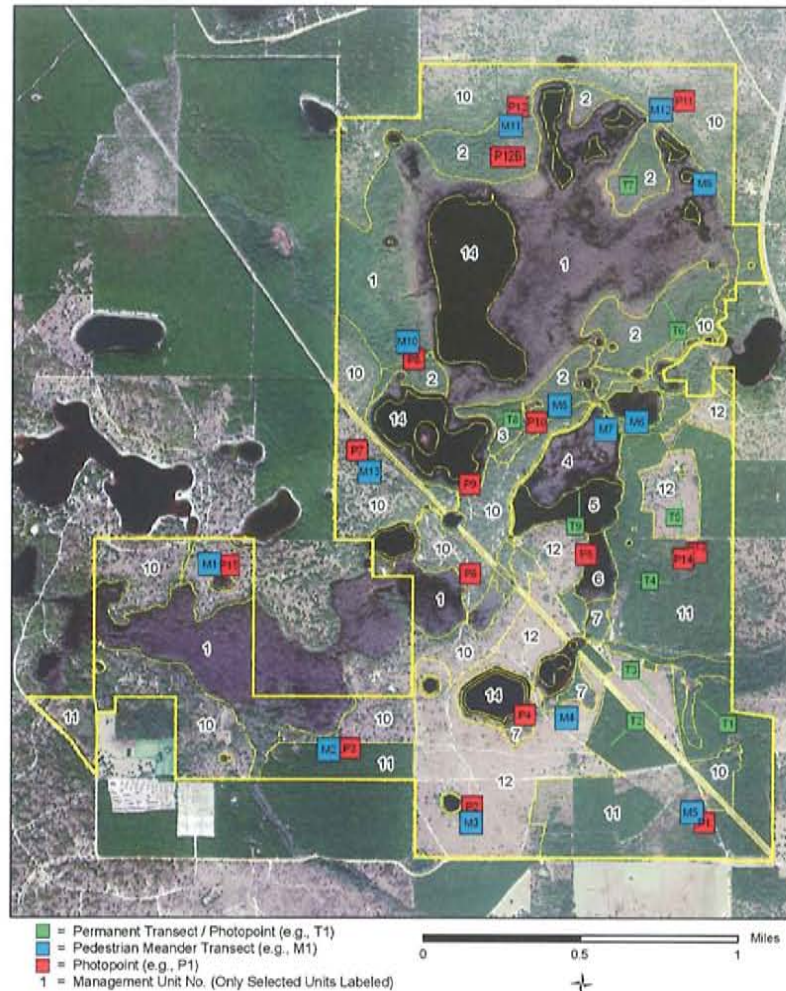 10
2
P13
M12
P11
M11
10
2
P12B
T7
2
M9
14
1
1
2
T6
10
M10
10
2
2
14
T8
P10
M8
M7
M6
12
3
P7
M13
4
12
P9
10
10
5
T5
T9
10
12
P5
P14
M1
10
P6
1
6
T4
11
7
1
10
12
T3
14
11
10
10
P4
M4
7
T2
T1
7
M2
P3
11
12
10
P2
M3
11
M5
P1
= Permanent Transect / Photopoint (e.g., T1)
= Pedestrian Meander Transect (e.g., M1)
= Photopoint (e.g., P1)
1 = Management Unit No. (Only Selected Units Labeled)
Miles
0 0.5 1